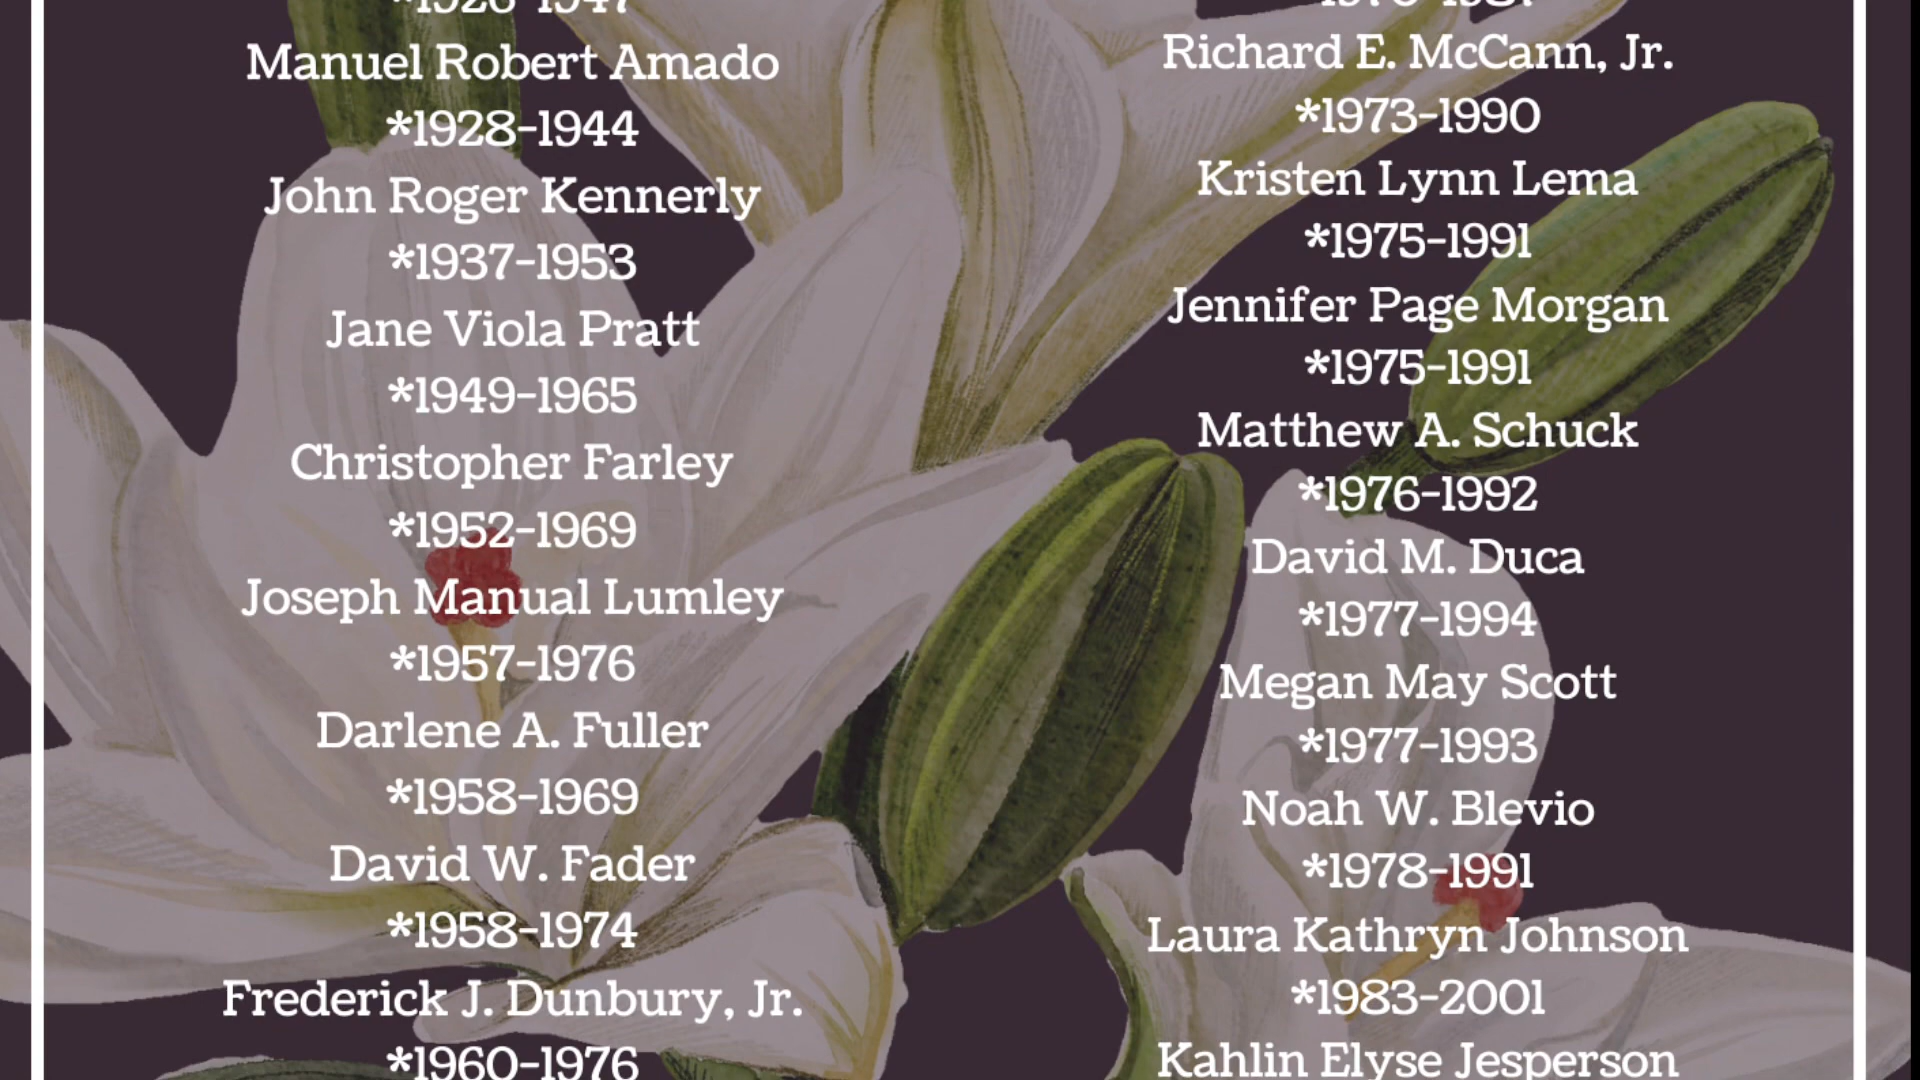 *1928-1947
Manuel Robert Amado
*1928-1944
John Roger Kennerly
*1937-1953
Jane Viola Pratt
*1949-1965
Christopher Farley
*1952-1969
Joseph Manual Lumley
*1957-1976
Darlene A. Fuller
*1958-1969
David W. Fader
*1958-1974
Frederick J. Dunbury, Jr.
*1960-1976
Richard E. McCann, Jr.
*1973-1990
Kristen Lynn Lema
*1975-1991
Jennifer Page Morgan
*1975-1991
Matthew A. Schuck
*1976-1992
David M. Duca
*1977-1994
Megan May Scott
*1977-1993
Noah W. Blevio
*1978-1991
Laura Kathryn Johnson
*1983-2001
Kahlin Elyse Jesperson